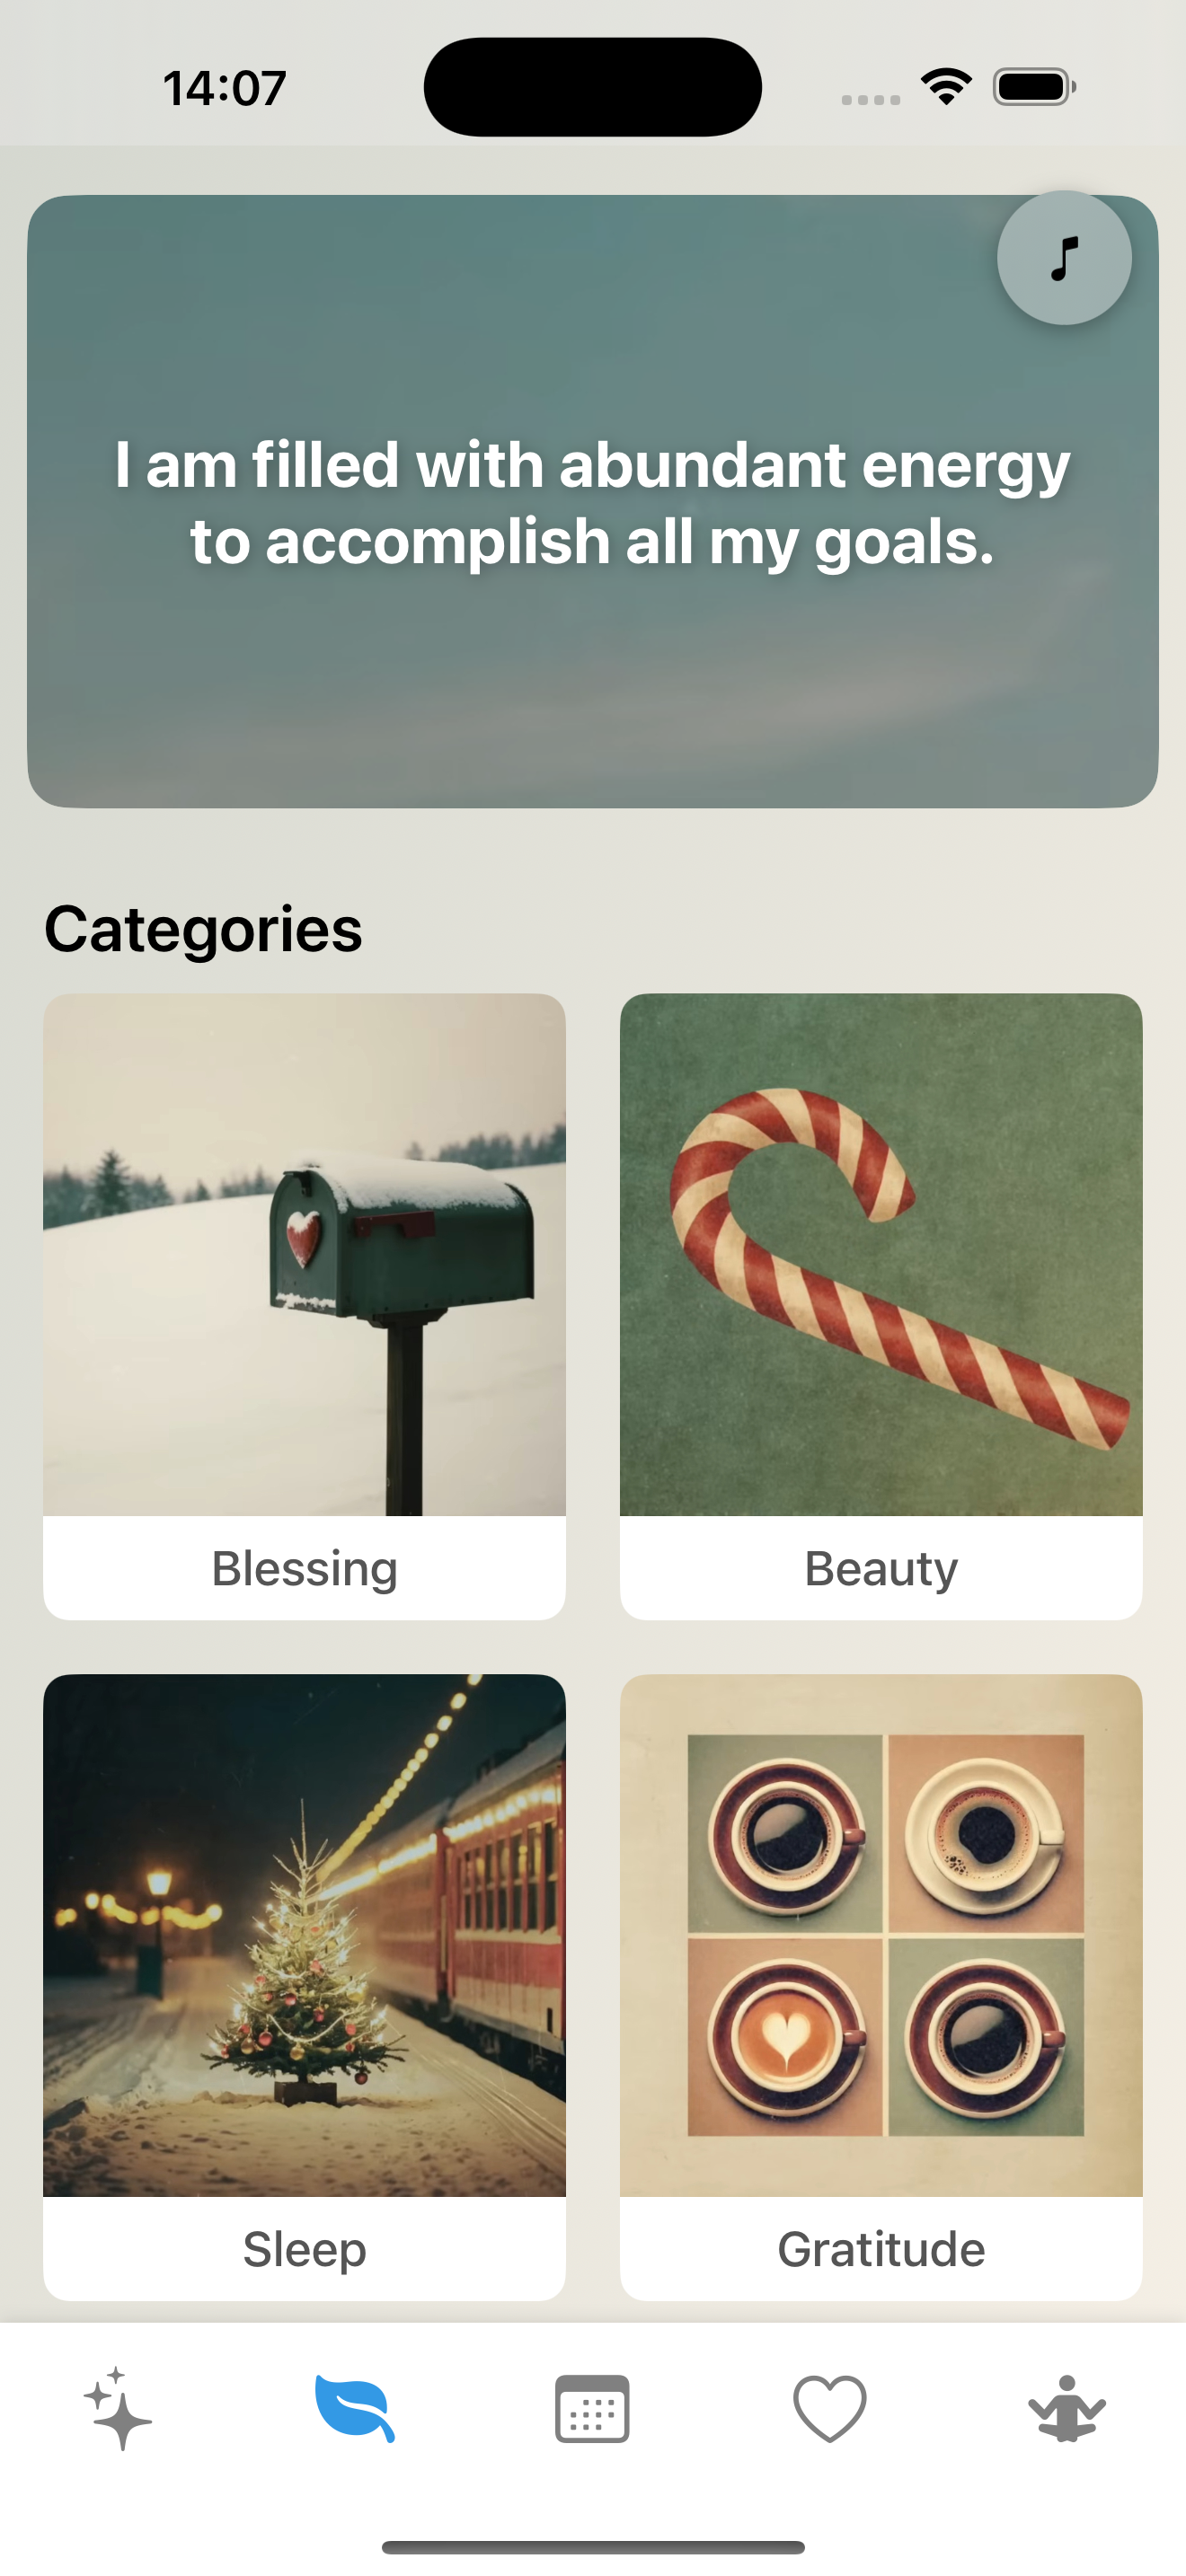 14:07
I am filled with abundant energy
to accomplish all my goals.
Categories
Blessing
Beauty
Sleep
Gratitude